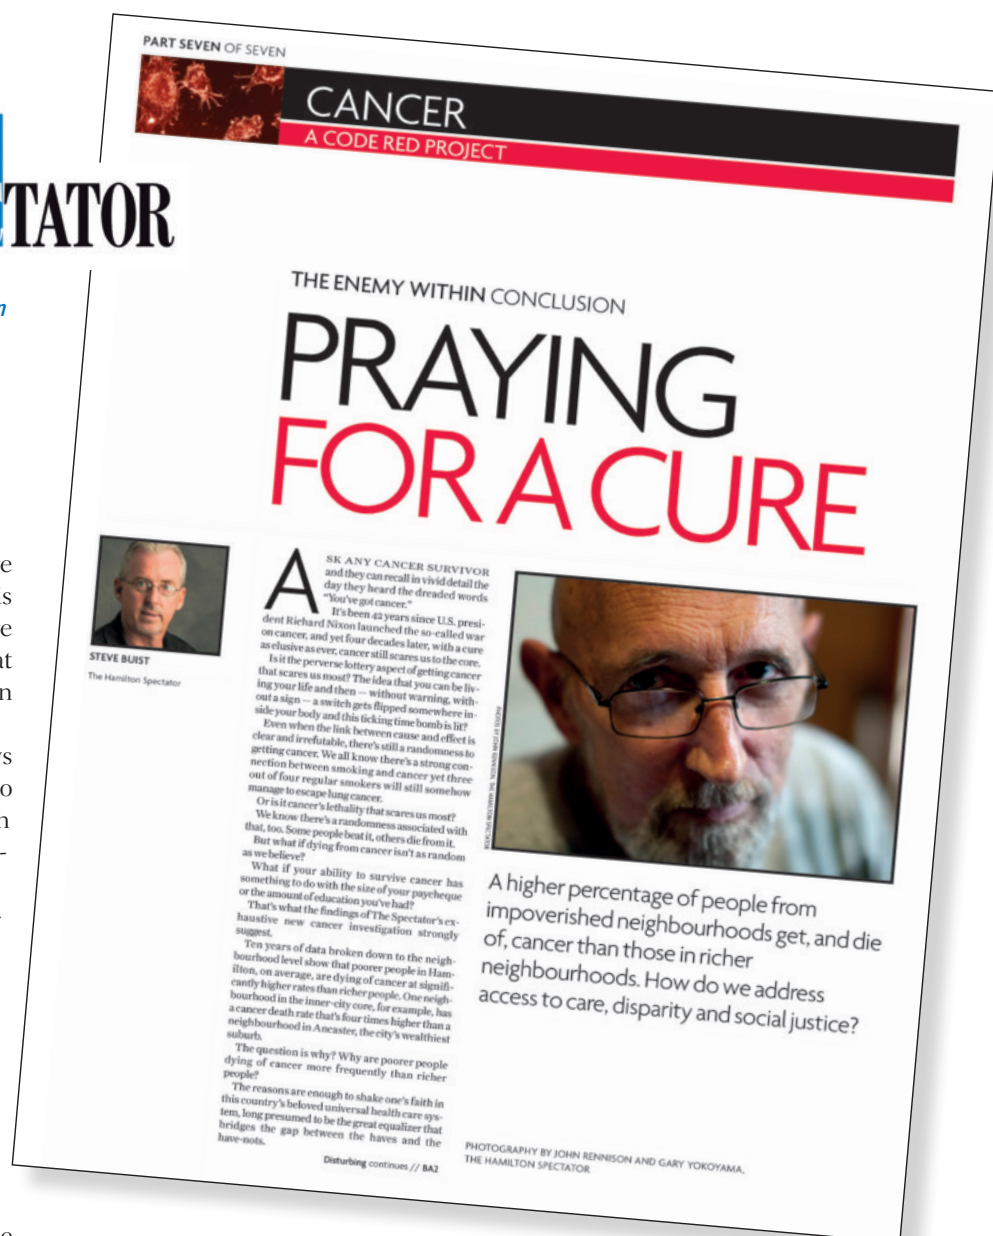 PART SEVEN OF SEVEN
CANCER
A CODE RED PROJECT
TATOR
THE ENEMY WITHIN CONCLUSION
PRAYING
FOR A CURE
STEVE BUIST
The Hamilton Spectator
ASK ANY CANCER SURVIVOR
and they can recall in vivid detail the
day they heard the dreaded words
"You've got cancer."
It's been 42 years since U.S. presi-
dent Richard Nixon launched the so-called war
on cancer, and yet four decades later, with a cure
as elusive as ever, cancer still scares us to the core.
Is it the perverse lottery aspect of getting cancer
that scares us most? The idea that you can be liv-
ing your life and then — without warning, with-
out a sign — a switch gets flipped somewhere in-
side your body and this ticking time bomb is lit?
Even when the link between cause and effect is
clear and irrefutable, there's still a randomness to
getting cancer. We all know there's a strong con-
nection between smoking and cancer yet three
out of four regular smokers will still somehow
manage to escape lung cancer.
Or is it cancer's lethality that scares us most?
We know there's a randomness associated with
that, too. Some people beat it, others die from it.
But what if dying from cancer isn't as random
as we believe?
What if your ability to survive cancer has
something to do with the size of your paycheque
or the amount of education you've had?
That's what the findings of The Spectator's ex-
haustive new cancer investigation strongly
suggest.
Ten years of data broken down to the neigh-
bourhood level show that poorer people in Ham-
ilton, on average, are dying of cancer at signifi-
cantly higher rates than richer people. One neigh-
bourhood in the inner-city core, for example, has
a cancer death rate that's four times higher than a
neighbourhood in Ancaster, the city's wealthiest
suburb.
The question is why? Why are poorer people
dying of cancer more frequently than richer
people?
The reasons are enough to shake one's faith in
this country's beloved universal health care sys-
tem, long presumed to be the great equalizer that
bridges the gap between the haves and the
have-nots.
Disturbing continues // BA2
PHOTOS BY JOHN RENNISON, THE HAMILTON SPECTATOR
A higher percentage of people from
impoverished neighbourhoods get, and die
of, cancer than those in richer
neighbourhoods. How do we address
access to care, disparity and social justice?
PHOTOGRAPHY BY JOHN RENNISON AND GARY YOKOYAMA,
THE HAMILTON SPECTATOR